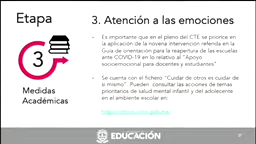 Etapa
3
Medidas
Académicas
3. Atención a las emociones
- Es importante que en el pleno del CTE se priorice en
la aplicación de la novena intervención referida en la
Guía de orientación para la reapertura de las escuelas
ante COVID-19 en lo relativo al "Apoyo
socioemocional para docentes y estudiantes"
- Se cuenta con el fichero "Cuidar de otros es cuidar de
sí mismo". Pueden consultar las acciones de temas
prioritarios de salud mental infantil y del adolecente
en el ambiente escolar en:
EDUCACIÓN